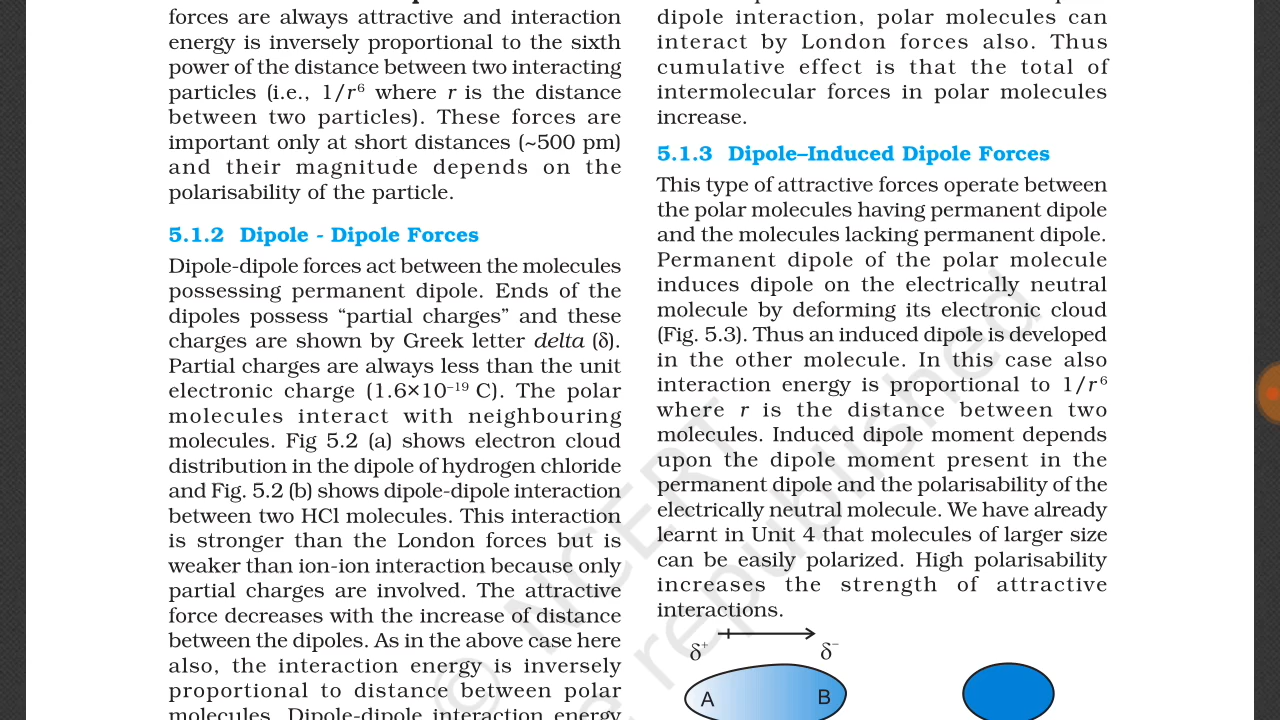 forces are always attractive and interaction
energy is inversely proportional to the sixth
power of the distance between two interacting
particles (i.e., 1/r⁶ where r is the distance
between two particles). These forces are
important only at short distances (~500 pm)
and their magnitude depends on the
polarisability of the particle.
5.1.2 Dipole - Dipole Forces
Dipole-dipole forces act between the molecules
possessing permanent dipole. Ends of the
dipoles possess “partial charges” and these
charges are shown by Greek letter delta (δ).
Partial charges are always less than the unit
electronic charge (1.6×10⁻¹⁹ C). The polar
molecules interact with neighbouring
molecules. Fig 5.2 (a) shows electron cloud
distribution in the dipole of hydrogen chloride
and Fig. 5.2 (b) shows dipole-dipole interaction
between two HCl molecules. This interaction
is stronger than the London forces but is
weaker than ion-ion interaction because only
partial charges are involved. The attractive
force decreases with the increase of distance
between the dipoles. As in the above case here
also, the interaction energy is inversely
proportional to distance between polar
molecules. Dipole-dipole interaction energy
dipole interaction, polar molecules can
interact by London forces also. Thus
cumulative effect is that the total of
intermolecular forces in polar molecules
increase.
5.1.3 Dipole–Induced Dipole Forces
This type of attractive forces operate between
the polar molecules having permanent dipole
and the molecules lacking permanent dipole.
Permanent dipole of the polar molecule
induces dipole on the electrically neutral
molecule by deforming its electronic cloud
(Fig. 5.3). Thus an induced dipole is developed
in the other molecule. In this case also
interaction energy is proportional to 1/r⁶
where r is the distance between two
molecules. Induced dipole moment depends
upon the dipole moment present in the
permanent dipole and the polarisability of the
electrically neutral molecule. We have already
learnt in Unit 4 that molecules of larger size
can be easily polarized. High polarisability
increases the strength of attractive
interactions.
δ⁺ δ⁻
A B
© NCERT
republished